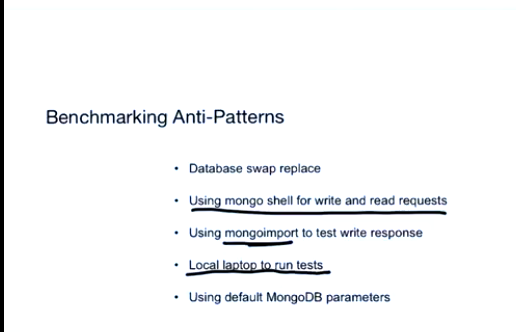 Benchmarking Anti-Patterns
• Database swap replace
• Using mongo shell for write and read requests
• Using mongoimport to test write response
• Local laptop to run tests
• Using default MongoDB parameters